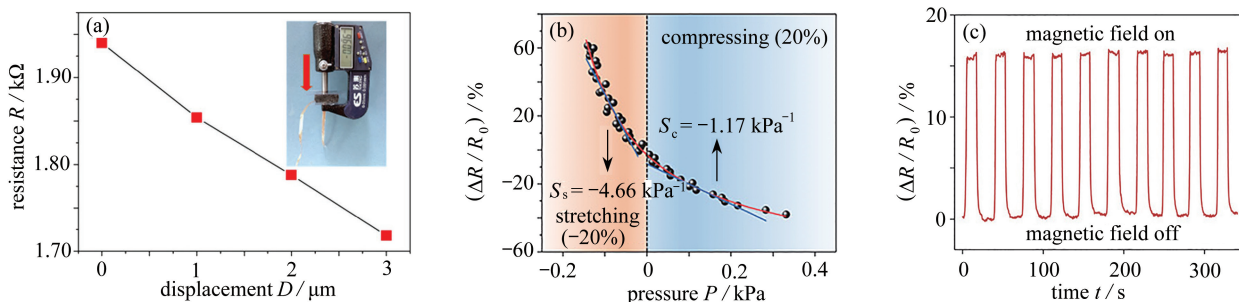 (a)
1.90
1.80
1.70
resistance R / kΩ
0
1
2
3
displacement D / μm
(b)
compressing (20%)
60
20
−20
−60
(ΔR / R₀) / %
Sc = −1.17 kPa⁻¹
Ss = −4.66 kPa⁻¹
stretching
(−20%)
−0.2
0
0.2
0.4
pressure P / kPa
(c)
magnetic field on
20
15
10
5
0
(ΔR / R₀) / %
magnetic field off
0
100
200
300
time t / s